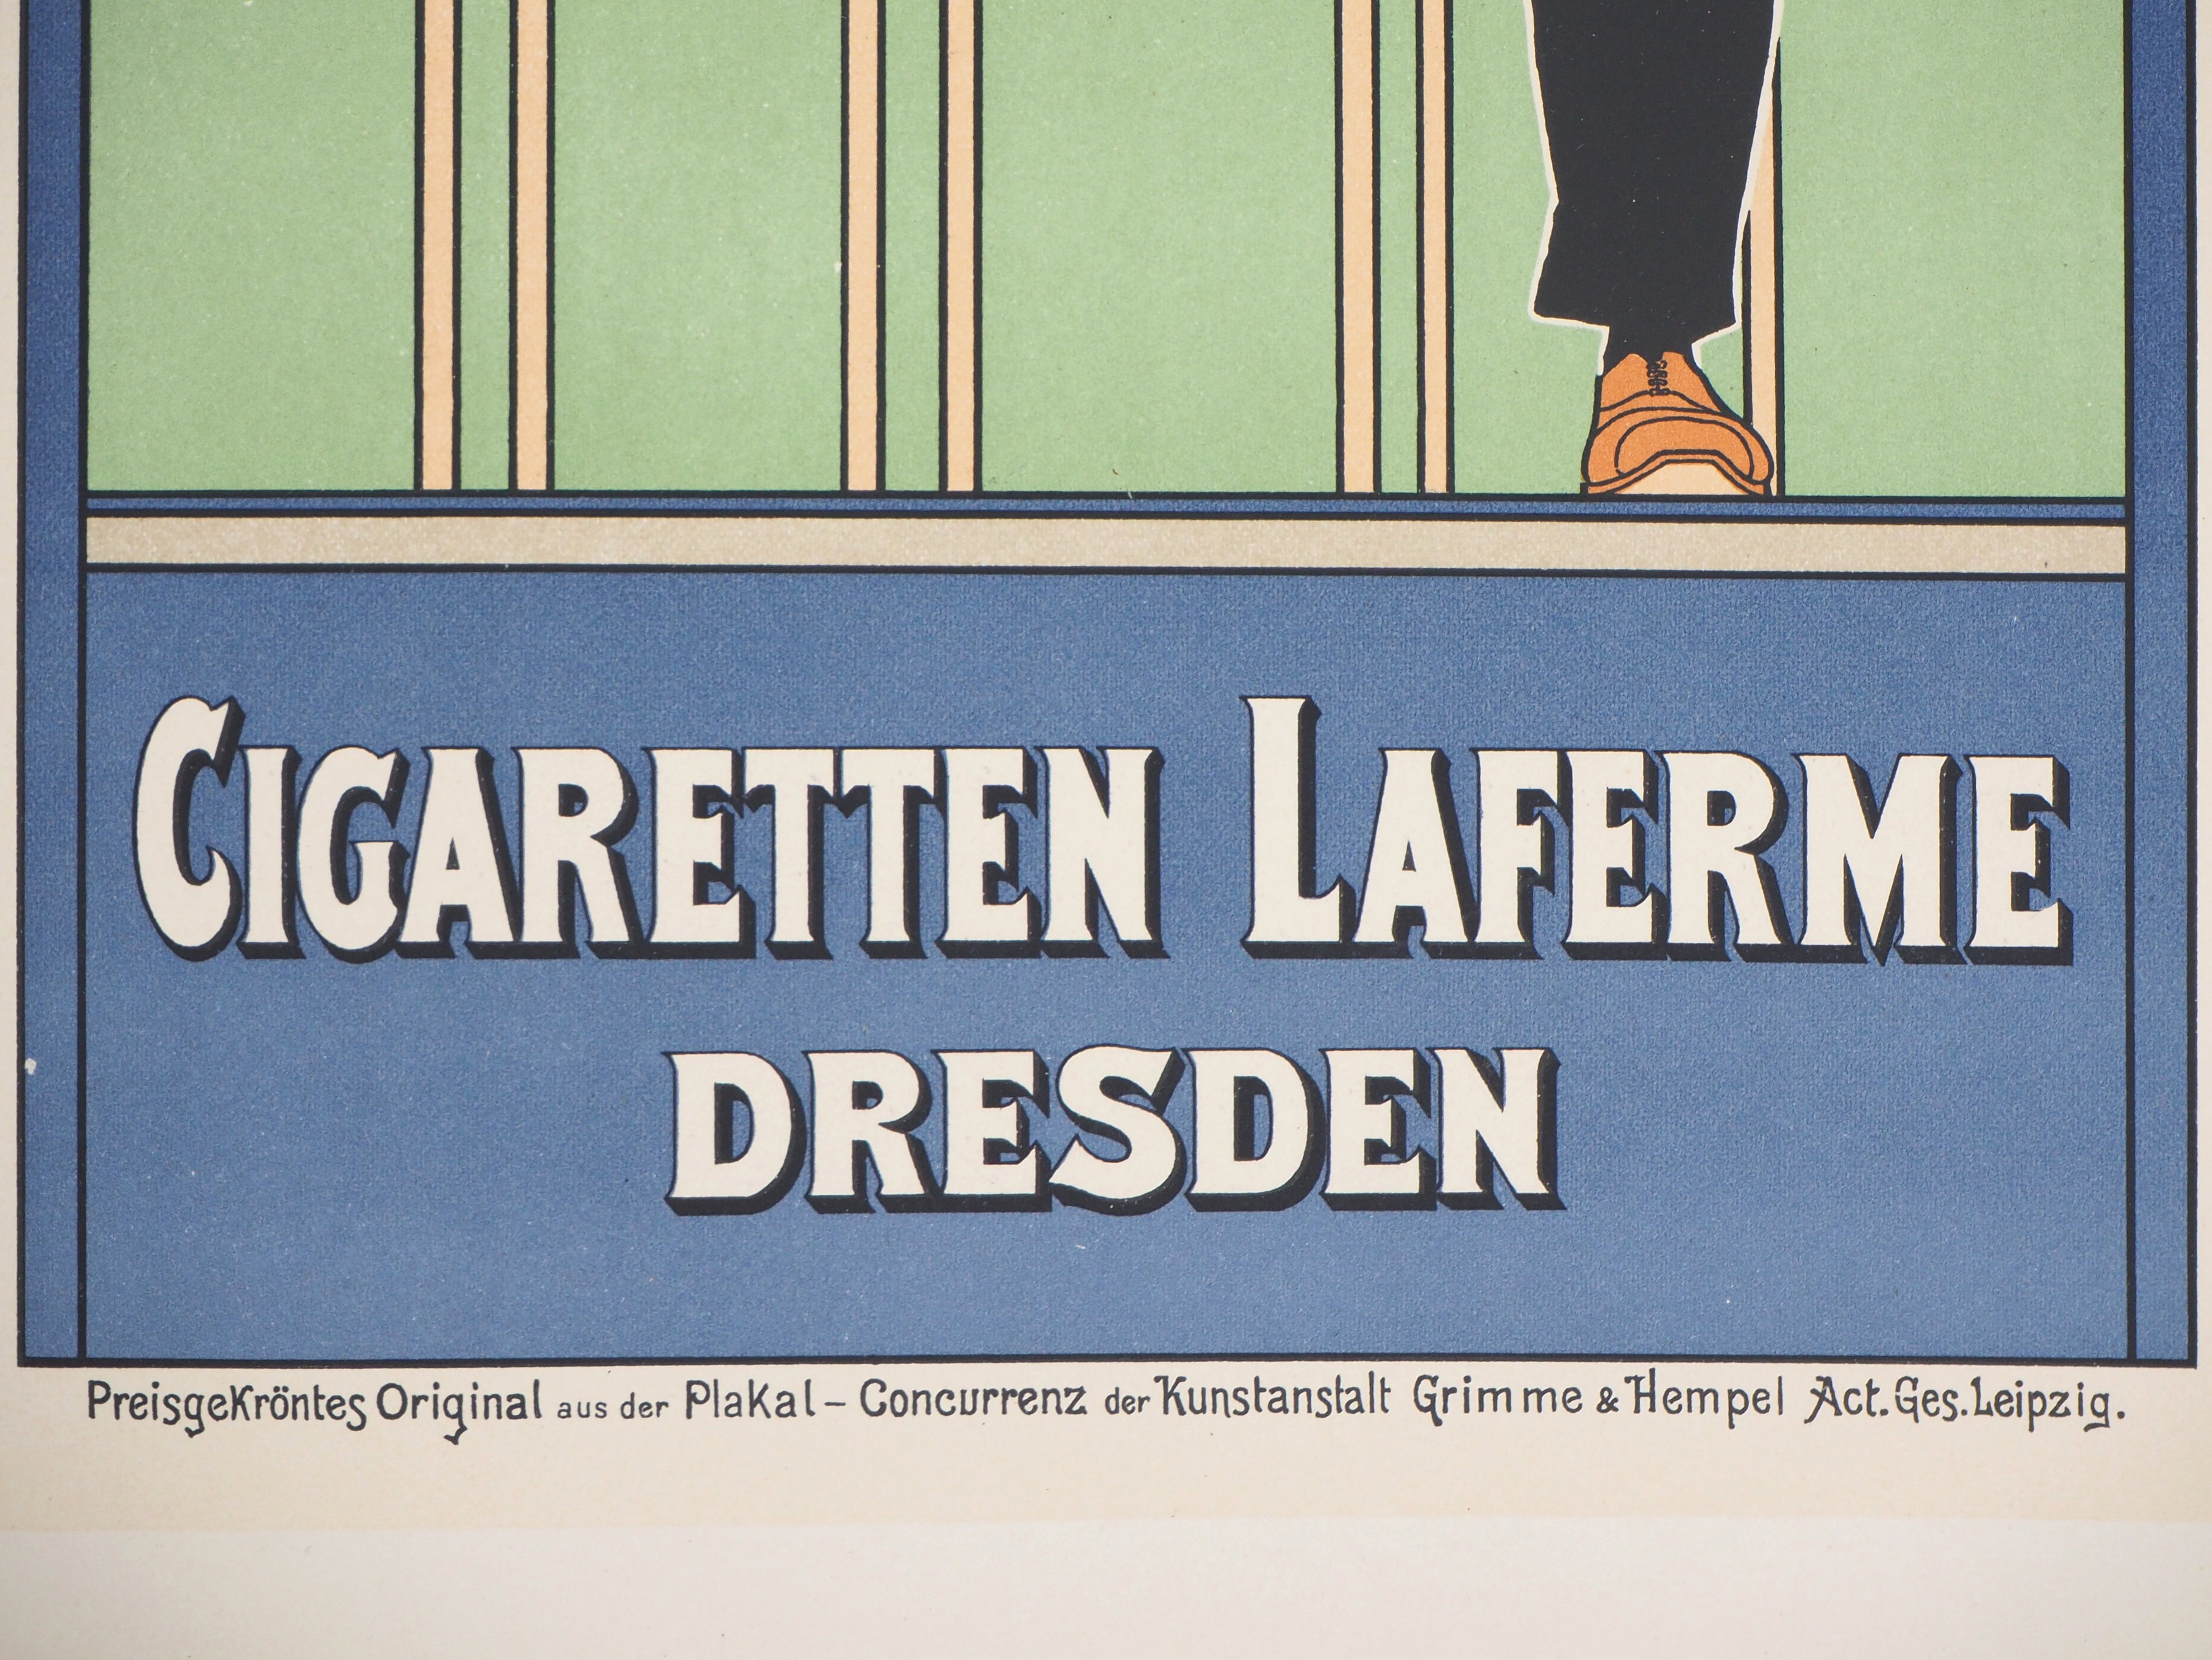 CIGARETTEN LAFERME
DRESDEN
Preisgekröntes Original aus der Plakat – Concurrenz der Kunstanstalt Grimme & Hempel Act. Ges. Leipzig.